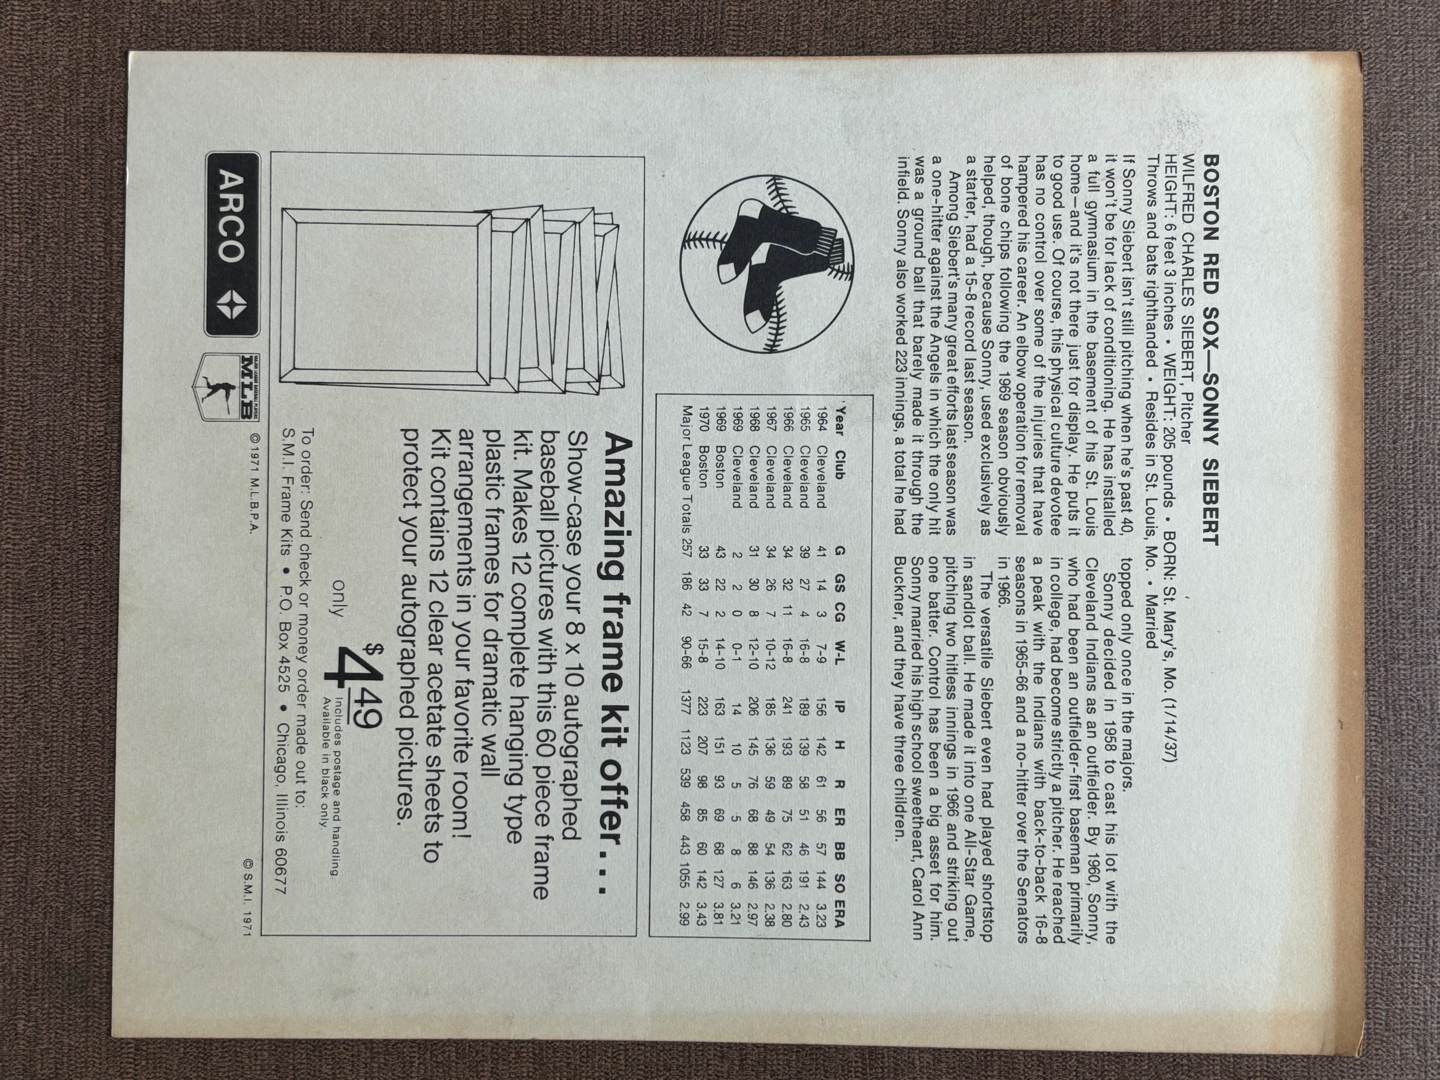 BOSTON RED SOX—SONNY SIEBERT
WILFRED CHARLES SIEBERT, Pitcher
HEIGHT: 6 feet 3 inches • WEIGHT: 205 pounds • BORN: St. Mary's, Mo. (1/14/37)
Throws and bats righthanded • Resides in St. Louis, Mo. • Married
If Sonny Siebert isn't still pitching when he's past 40,
it won't be for lack of conditioning. He has installed
a full gymnasium in the basement of his St. Louis
home—and it's not there just for display. He puts it
to good use. Of course, this physical culture devotee
has no control over some of the injuries that have
hampered his career. An elbow operation for removal
of bone chips following the 1969 season obviously
helped, though, because Sonny, used exclusively as
a starter, had a 15-8 record last season.
Among Siebert's many great efforts last season was
a one-hitter against the Angels in which the only hit
was a ground ball that barely made it through the
infield. Sonny also worked 223 innings, a total he had
topped only once in the majors.
Sonny decided in 1958 to cast his lot with the
Cleveland Indians as an outfielder. By 1960, Sonny,
who had been an outfielder-first baseman primarily
in college, had become strictly a pitcher. He reached
a peak with the Indians with back-to-back 16-8
seasons in 1965-66 and a no-hitter over the Senators
in 1966.
The versatile Siebert even had played shortstop
in sandlot ball. He made it into one All-Star Game,
pitching two hitless innings in 1966 and striking out
one batter. Control has been a big asset for him.
Sonny married his high school sweetheart, Carol Ann
Buckner, and they have three children.
Year Club G GS CG W-L IP H R ER BB SO ERA
1964 Cleveland 41 14 3 7-9 156 142 61 56 57 144 3.23
1965 Cleveland 39 27 4 16-8 189 139 58 51 46 191 2.43
1966 Cleveland 34 32 11 16-8 241 193 89 75 62 163 2.80
1967 Cleveland 34 26 7 10-12 185 136 59 49 54 136 2.38
1968 Cleveland 31 30 8 12-10 206 145 76 68 88 146 2.97
1969 Cleveland 2 2 0 0-1 14 10 5 5 8 6 3.21
1969 Boston 43 22 2 14-10 163 151 93 69 68 127 3.81
1970 Boston 33 33 7 15-8 223 207 98 85 60 142 3.43
Major League Totals 257 186 42 90-66 1377 1123 539 458 443 1055 2.99
Amazing frame kit offer...
Show-case your 8 x 10 autographed
baseball pictures with this 60 piece frame
kit. Makes 12 complete hanging type
plastic frames for dramatic wall
arrangements in your favorite room!
Kit contains 12 clear acetate sheets to
protect your autographed pictures.
only $4.49 Includes postage and handling.
Available in black only.
To order: Send check or money order made out to:
S.M.I. Frame Kits • P.O. Box 4525 • Chicago, Illinois 60677
ARCO
MAJOR LEAGUE BASEBALL PLAYERS
MLB
© 1971 M.L.B.P.A.
© S.M.I. 1971